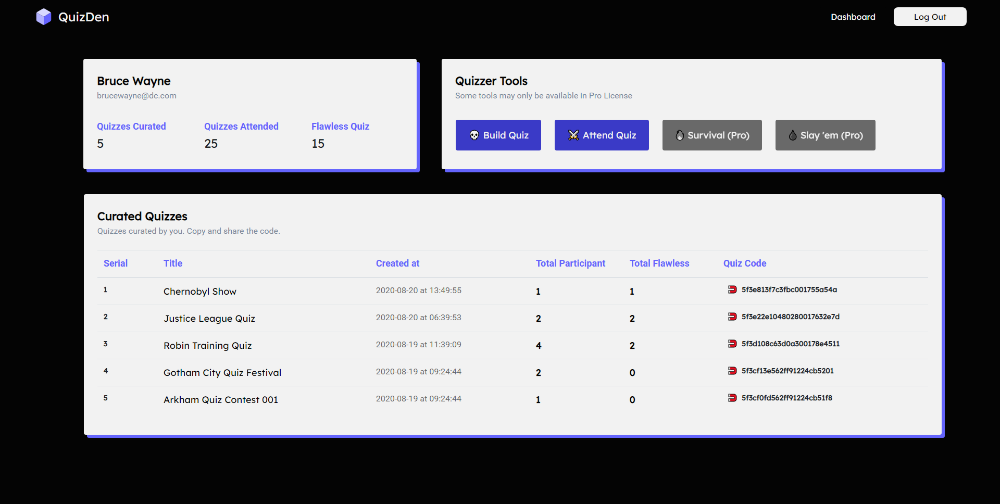 QuizDen
Dashboard
Log Out
Bruce Wayne
brucewayne@dc.com
Quizzes Curated Quizzes Attended Flawless Quiz
5 25 15
Quizzer Tools
Some tools may only be available in Pro License
Build Quiz Attend Quiz Survival (Pro) Slay 'em (Pro)
Curated Quizzes
Quizzes curated by you. Copy and share the code.
Serial Title Created at Total Participant Total Flawless Quiz Code
1 Chernobyl Show 2020-08-20 at 13:49:55 1 1 5f3e813f7c3fbc001755a54a
2 Justice League Quiz 2020-08-20 at 06:39:53 2 2 5f3e22e10480280017632e7d
3 Robin Training Quiz 2020-08-19 at 11:39:09 4 2 5f3d108c63d0a300178e4511
4 Gotham City Quiz Festival 2020-08-19 at 09:24:44 2 0 5f3cf13e562ff91224cb5201
5 Arkham Quiz Contest 001 2020-08-19 at 09:24:44 1 0 5f3cf0fd562ff91224cb51f8